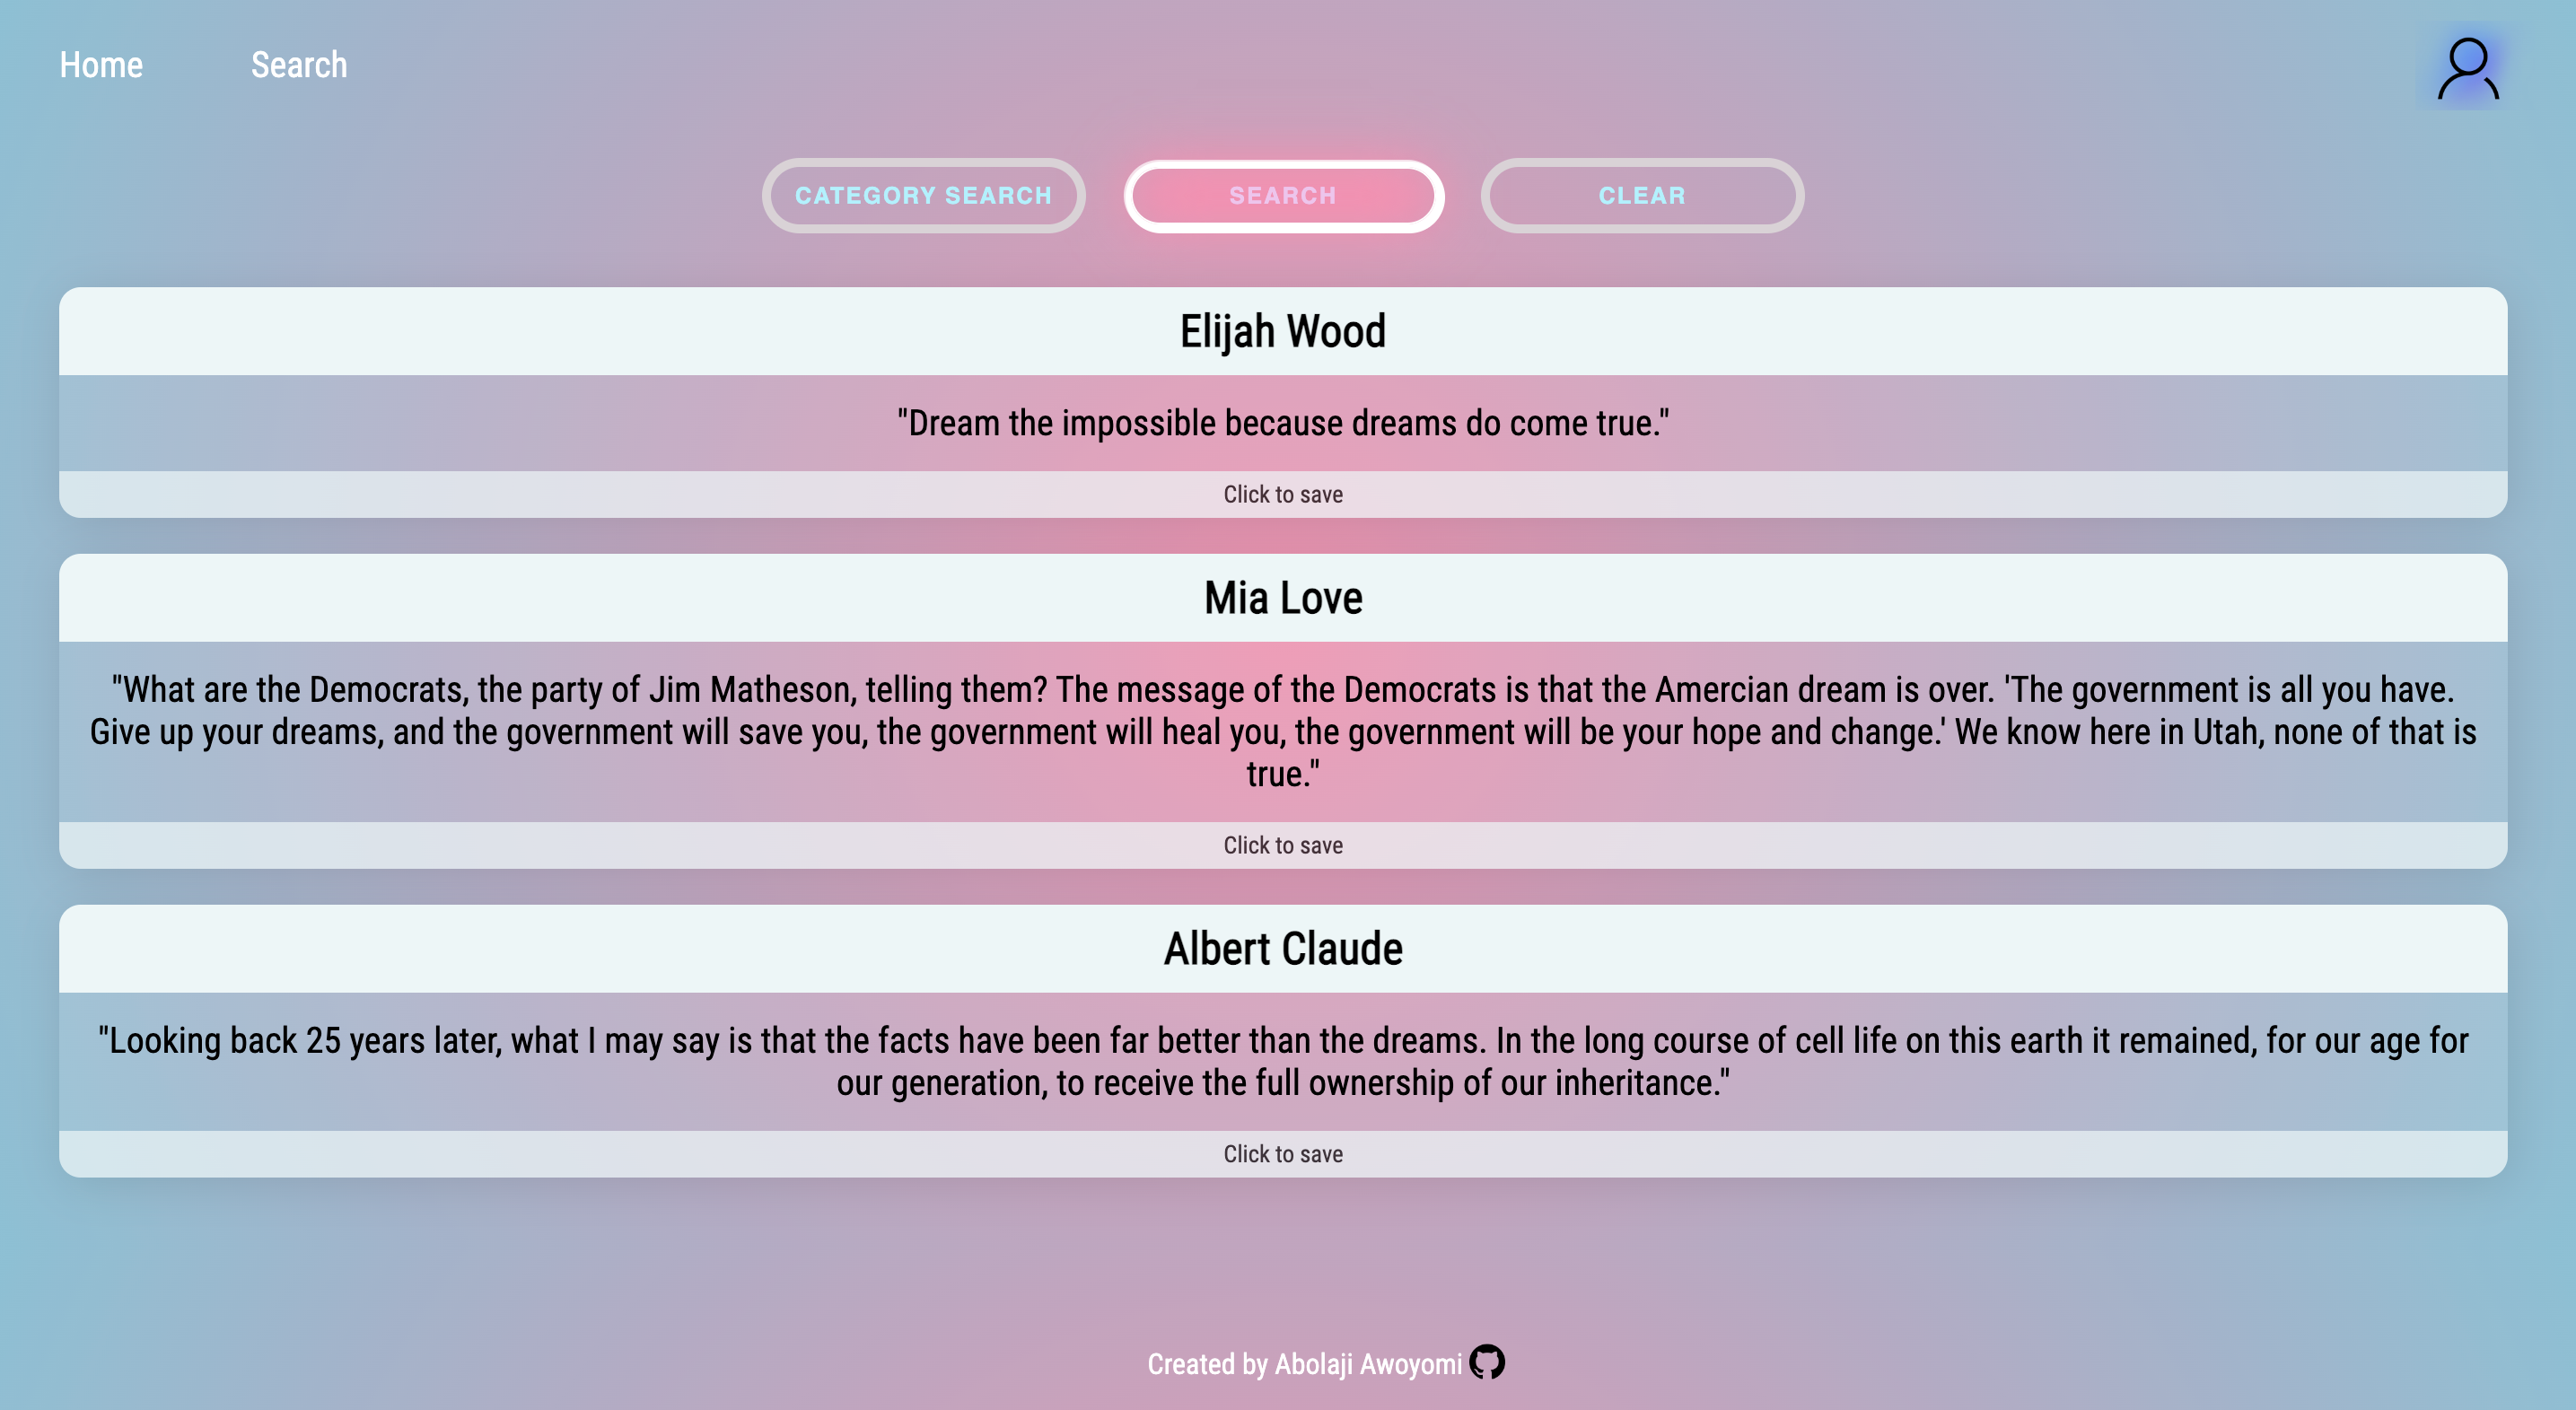 Home Search
CATEGORY SEARCH SEARCH CLEAR
Elijah Wood
"Dream the impossible because dreams do come true."
Click to save
Mia Love
"What are the Democrats, the party of Jim Matheson, telling them? The message of the Democrats is that the Amercian dream is over. 'The government is all you have.
Give up your dreams, and the government will save you, the government will heal you, the government will be your hope and change.' We know here in Utah, none of that is
true."
Click to save
Albert Claude
"Looking back 25 years later, what I may say is that the facts have been far better than the dreams. In the long course of cell life on this earth it remained, for our age for
our generation, to receive the full ownership of our inheritance."
Click to save
Created by Abolaji Awoyomi